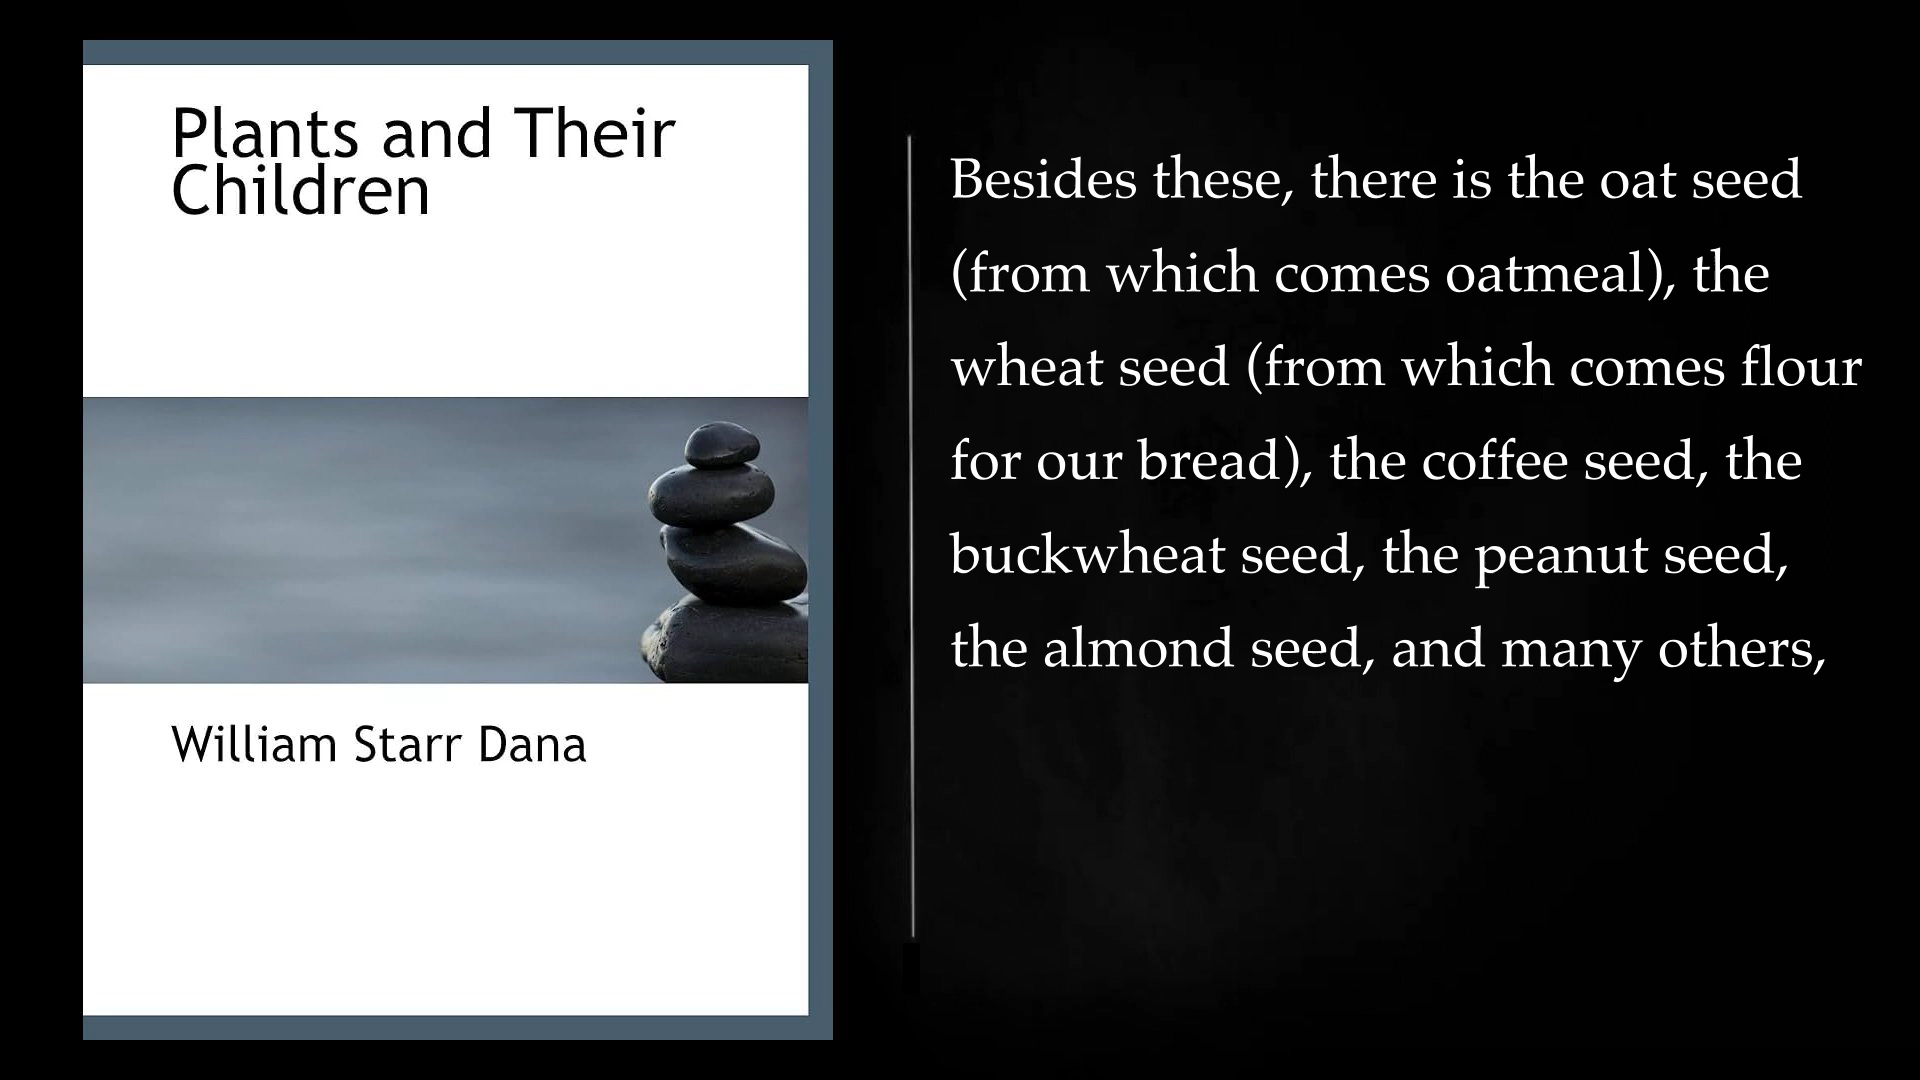 Plants and Their
Children
William Starr Dana
Besides these, there is the oat seed
(from which comes oatmeal), the
wheat seed (from which comes flour
for our bread), the coffee seed, the
buckwheat seed, the peanut seed,
the almond seed, and many others,